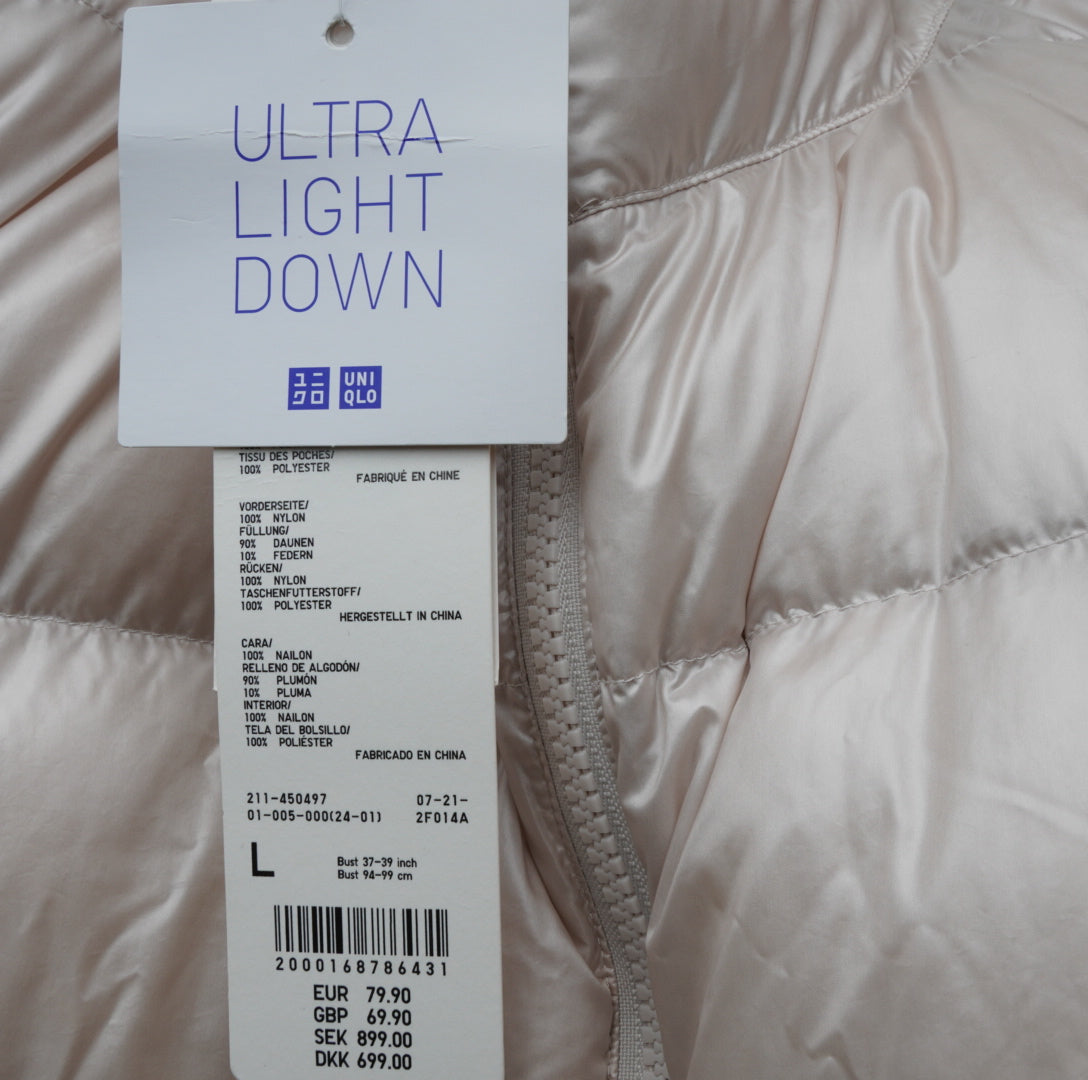 ULTRA
LIGHT
DOWN
ユニ UNI
クロ QLO
TISSU DES POCHES/
100% POLYESTER
FABRIQUÉ EN CHINE
VORDERSEITE/
100% NYLON
FÜLLUNG/
90% DAUNEN
10% FEDERN
RÜCKEN/
100% NYLON
TASCHENFUTTERSTOFF/
100% POLYESTER
HERGESTELLT IN CHINA
CARA/
100% NAILON
RELLENO DE ALGODÓN/
90% PLUMÓN
10% PLUMA
INTERIOR/
100% NAILON
TELA DEL BOLSILLO/
100% POLIÉSTER
FABRICADO EN CHINA
211-450497 07-21-
01-005-000(24-01) 2F014A
L Bust 37-39 inch
Bust 94-99 cm
2000168786431
EUR 79.90
GBP 69.90
SEK 899.00
DKK 699.00